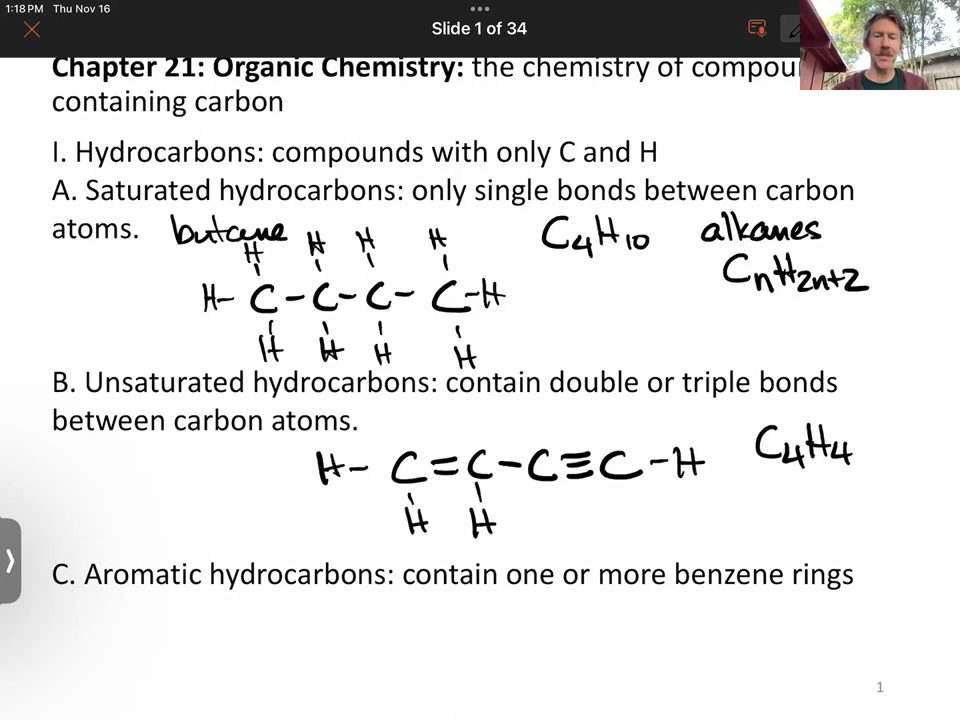 1:18 PM Thu Nov 16
Slide 1 of 34
Chapter 21: Organic Chemistry: the chemistry of
containing carbon
I. Hydrocarbons: compounds with only C and H
A. Saturated hydrocarbons: only single bonds between carbon
atoms. butane C₄H₁₀ alkanes
CₙH₂ₙ₊₂
H H H H
H - C - C - C - C - H
H H H H
B. Unsaturated hydrocarbons: contain double or triple bonds
between carbon atoms.
H - C = C - C ≡ C - H C₄H₄
H H
C. Aromatic hydrocarbons: contain one or more benzene rings
1